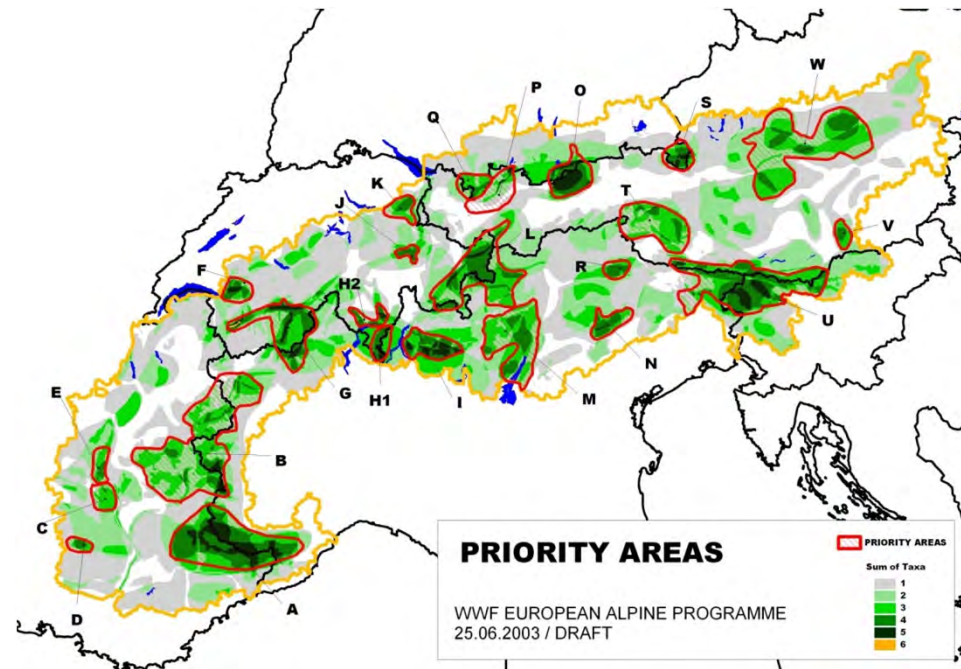 W
P
O
S
Q
K
T
J
L
V
F
R
H2
U
E
G
N
H1
I
M
B
C
D
A
PRIORITY AREAS
PRIORITY AREAS
Sum of Taxa
1
2
3
4
5
6
WWF EUROPEAN ALPINE PROGRAMME
25.06.2003 / DRAFT